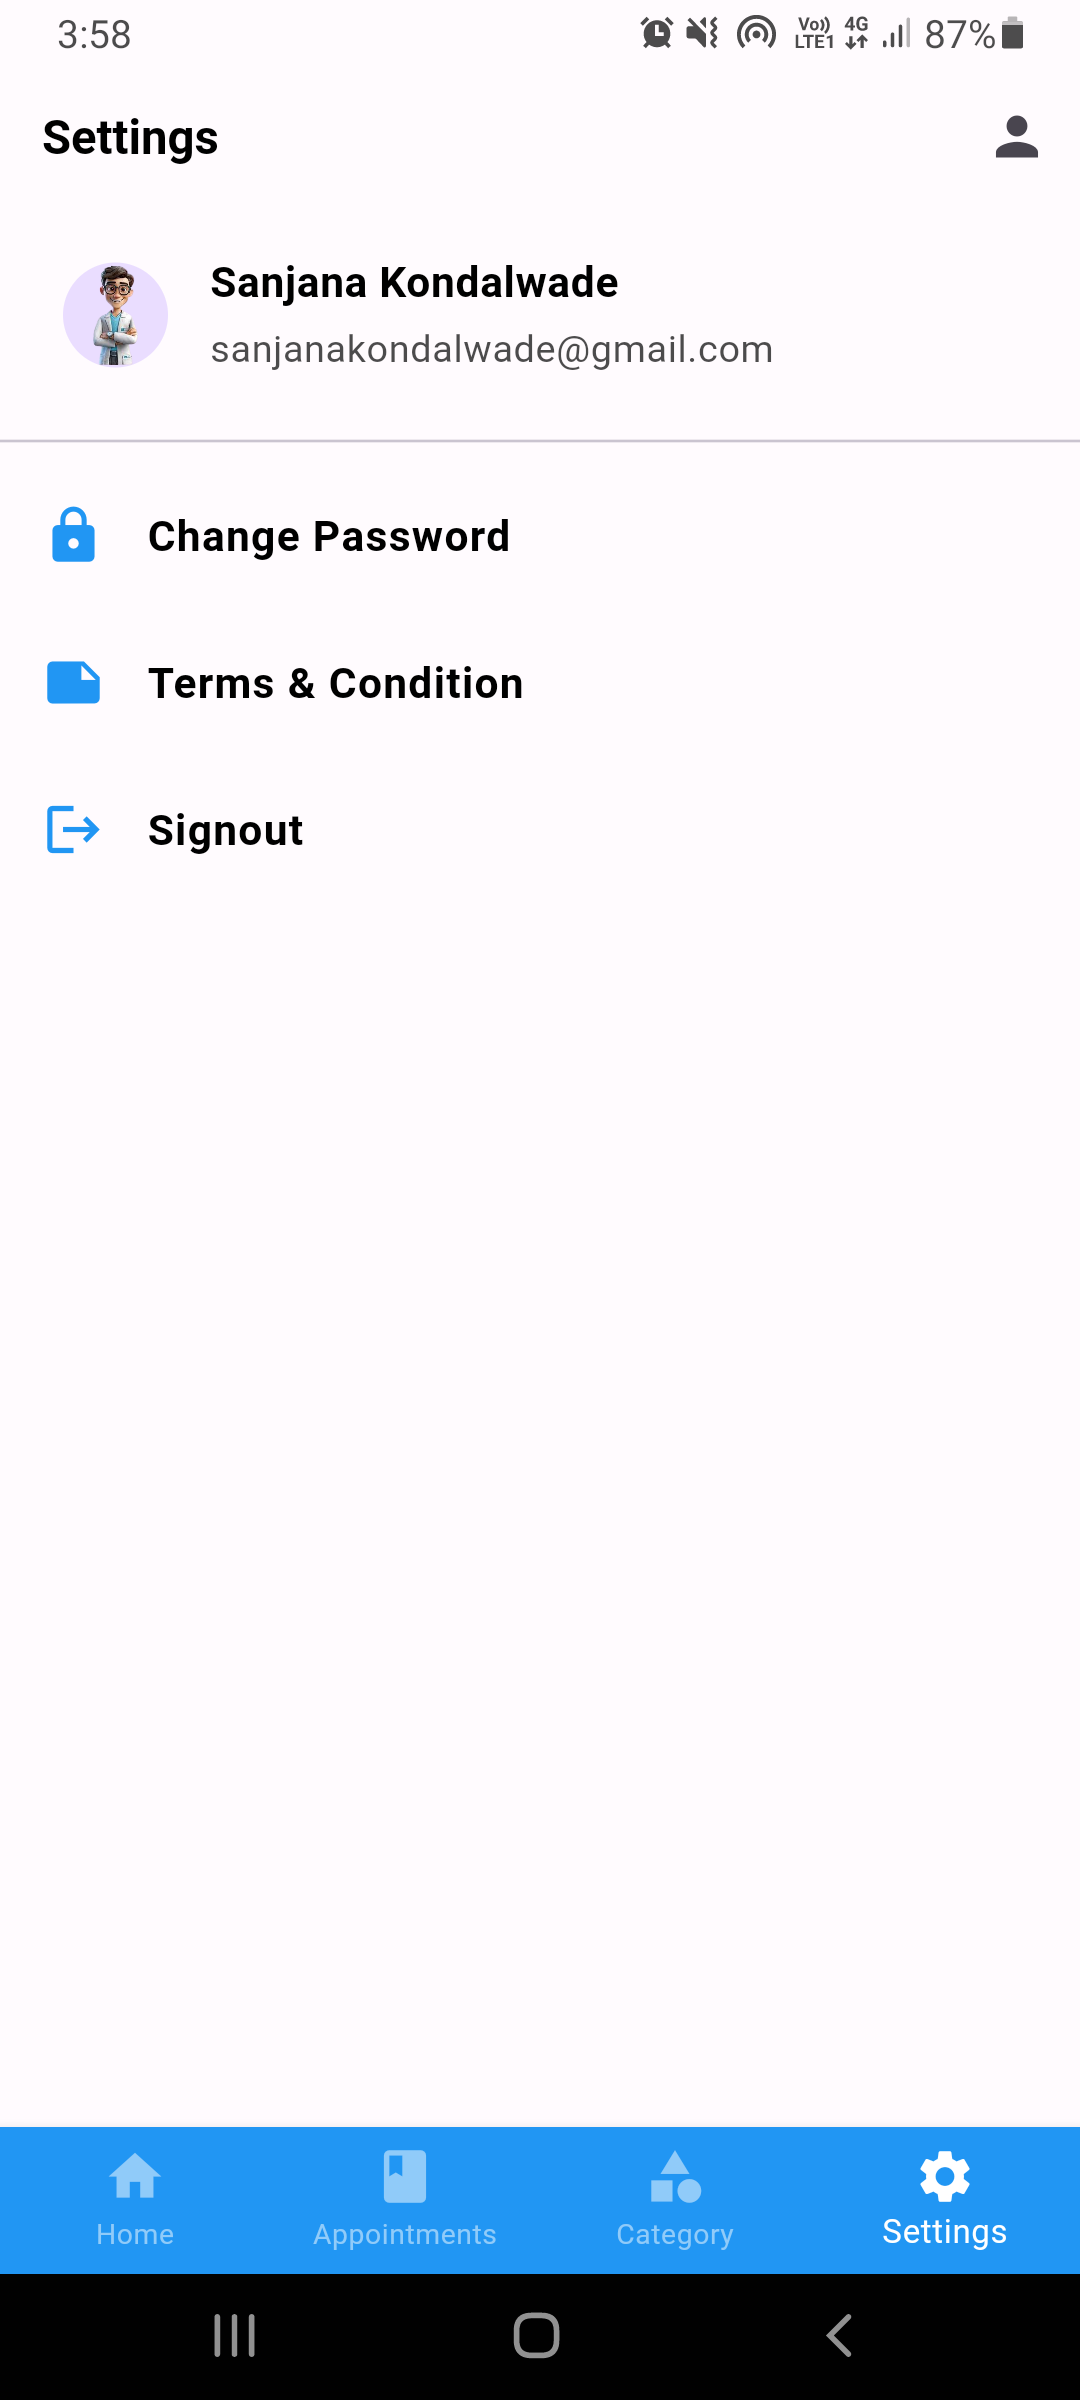 3:58
Vo)) LTE1 4G 87%
Settings
Sanjana Kondalwade
sanjanakondalwade@gmail.com
Change Password
Terms & Condition
Signout
Home Appointments Category Settings